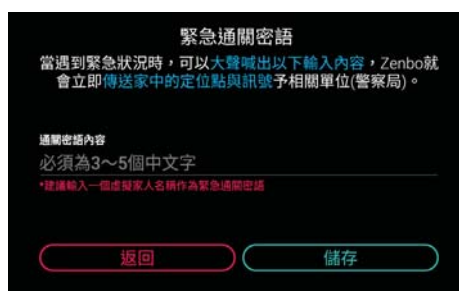 緊急通關密語
當遇到緊急狀況時，可以大聲喊出以下輸入內容，Zenbo就
會立即傳送家中的定位點與訊號予相關單位(警察局)。
通關密語內容
必須為3～5個中文字
*建議輸入一個虛擬家人名稱作為緊急通關密語
返回
儲存